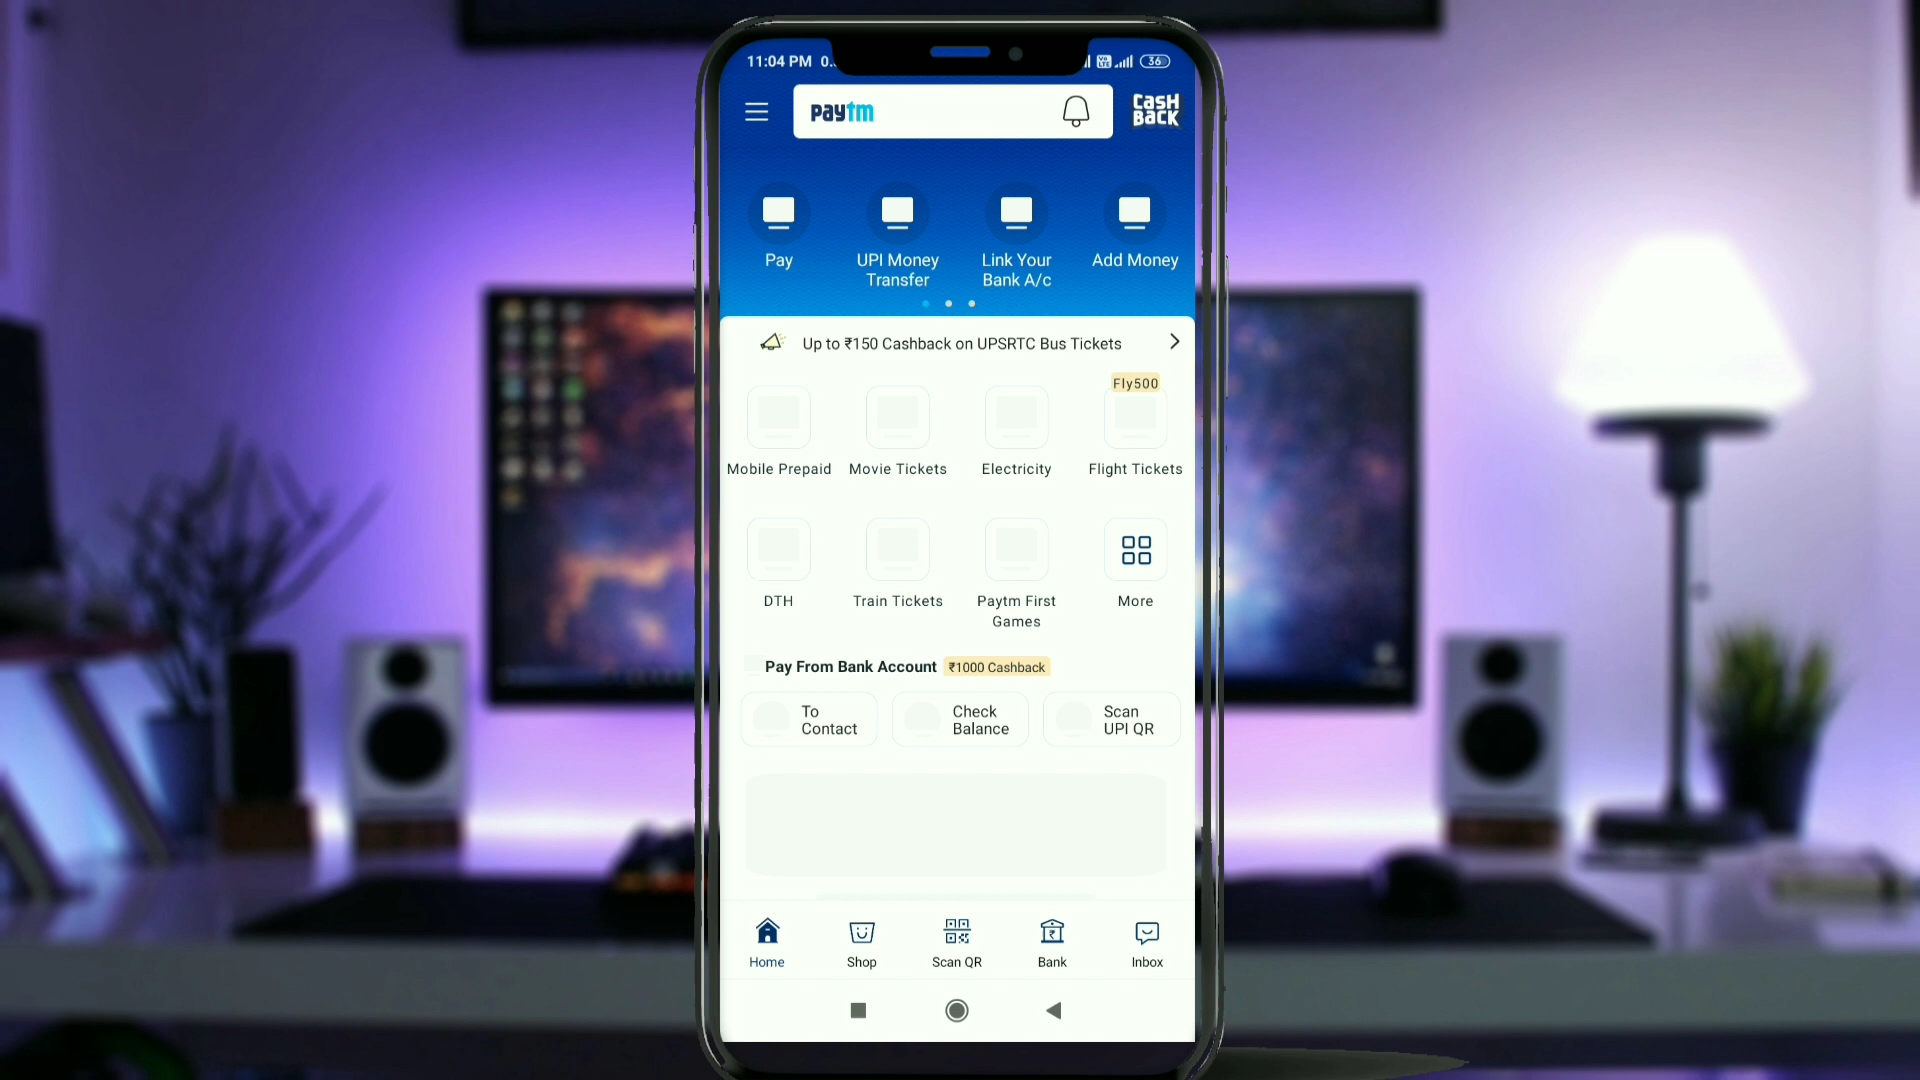 11:04 PM 0.
36
paytm
CASH
BACK
Pay
UPI Money
Transfer
Link Your
Bank A/c
Add Money
Up to ₹150 Cashback on UPSRTC Bus Tickets
Fly500
Mobile Prepaid
Movie Tickets
Electricity
Flight Tickets
DTH
Train Tickets
Paytm First
Games
More
Pay From Bank Account ₹1000 Cashback
To
Contact
Check
Balance
Scan
UPI QR
Home
Shop
Scan QR
Bank
Inbox